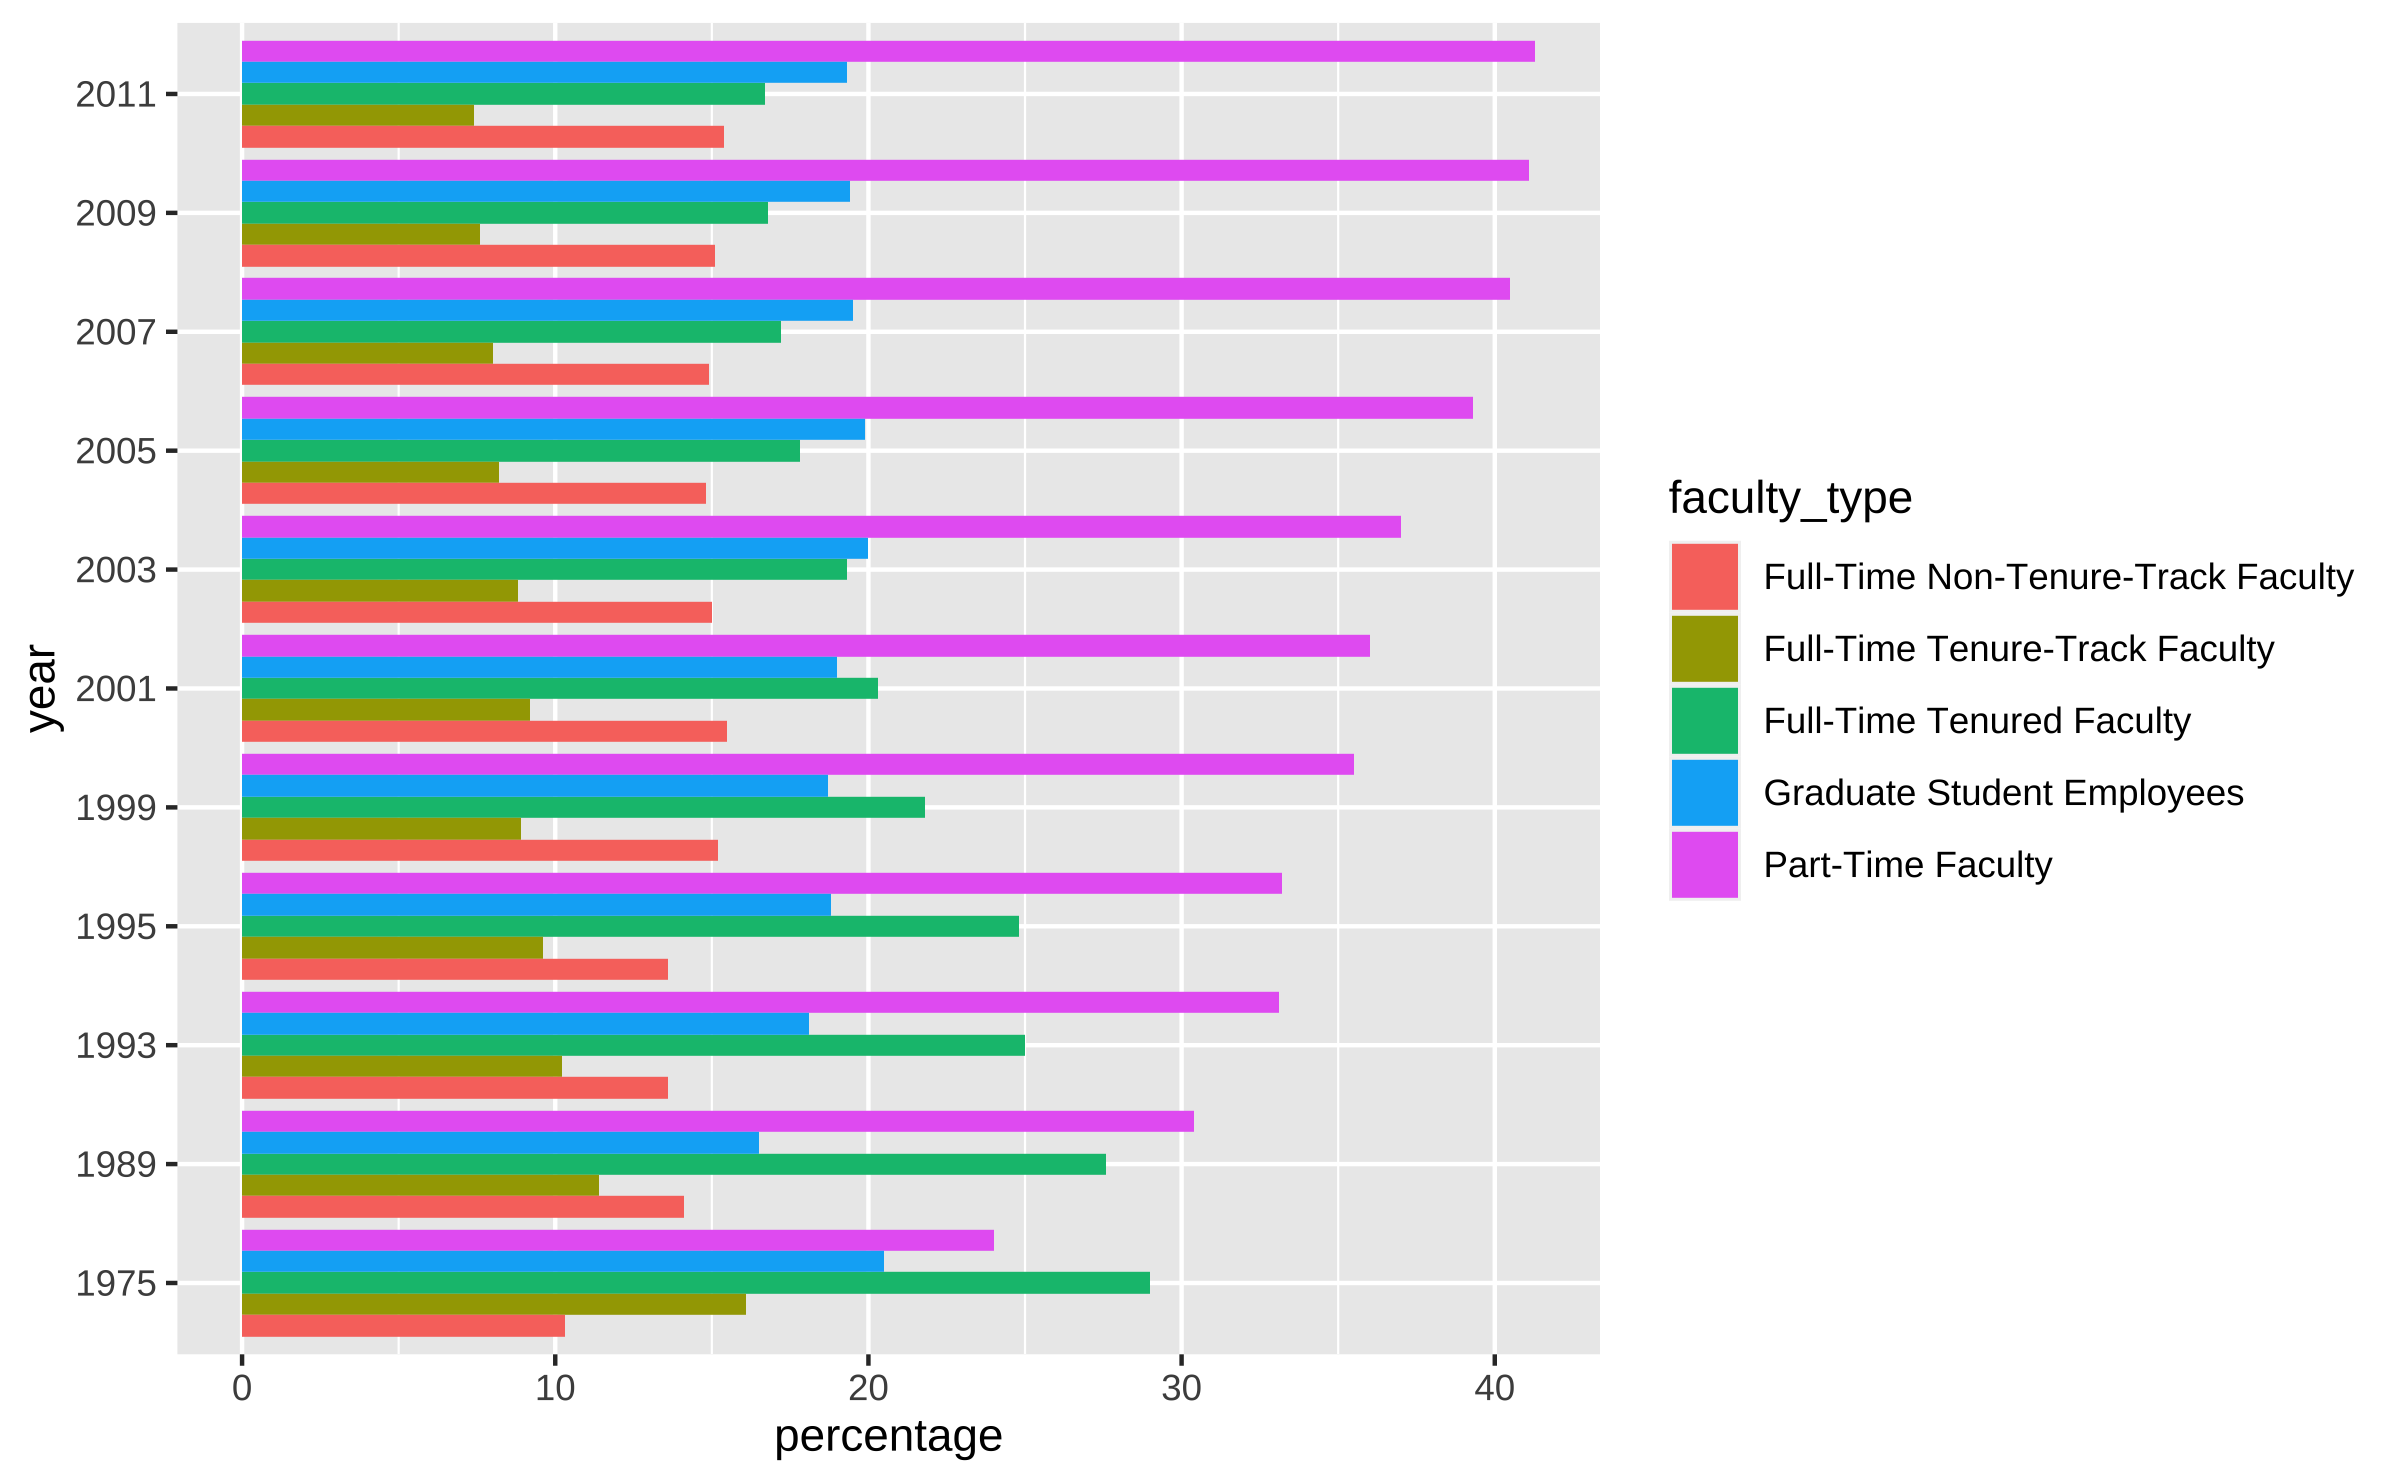 2011
2009
2007
2005
2003
2001
1999
1995
1993
1989
1975
year
0 10 20 30 40
percentage
faculty_type
Full-Time Non-Tenure-Track Faculty
Full-Time Tenure-Track Faculty
Full-Time Tenured Faculty
Graduate Student Employees
Part-Time Faculty